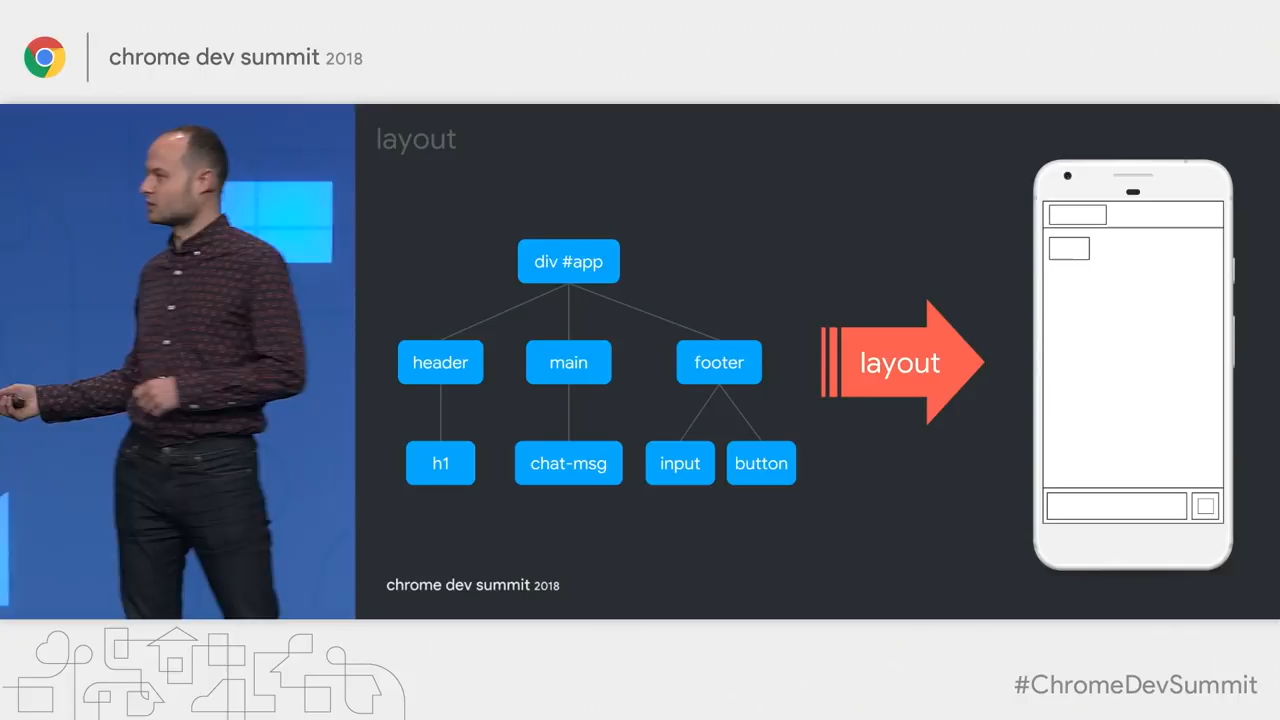 chrome dev summit 2018
layout
div #app
header
main
footer
layout
h1
chat-msg
input
button
chrome dev summit 2018
#ChromeDevSummit